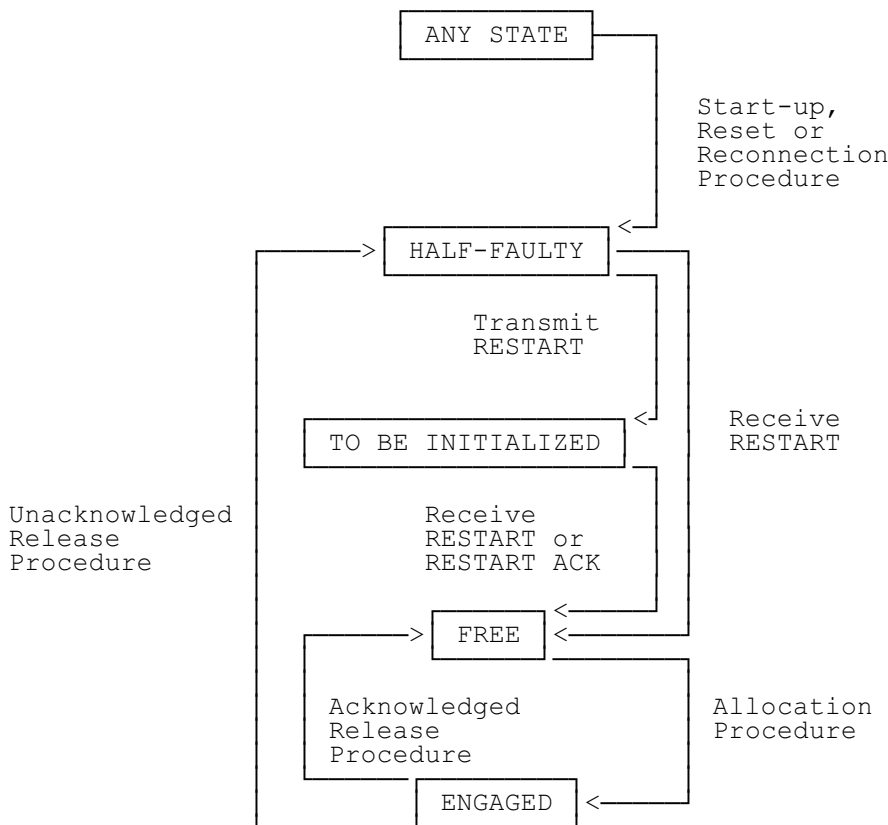 ANY STATE
Start-up,
Reset or
Reconnection
Procedure
HALF-FAULTY
Transmit
RESTART
Receive
RESTART
TO BE INITIALIZED
Unacknowledged
Release
Procedure
Receive
RESTART or
RESTART ACK
FREE
Acknowledged
Release
Procedure
Allocation
Procedure
ENGAGED